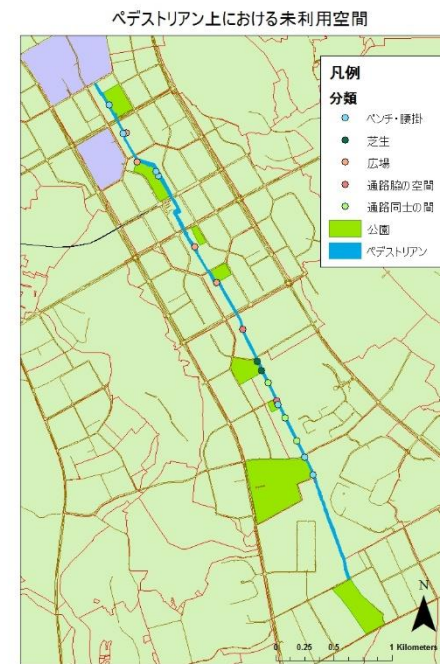 ペデストリアン上における未利用空間
凡例
分類
ベンチ・腰掛
芝生
広場
通路脇の空間
通路同士の間
公園
ペデストリアン
N
0 0.25 0.5 1 Kilometers